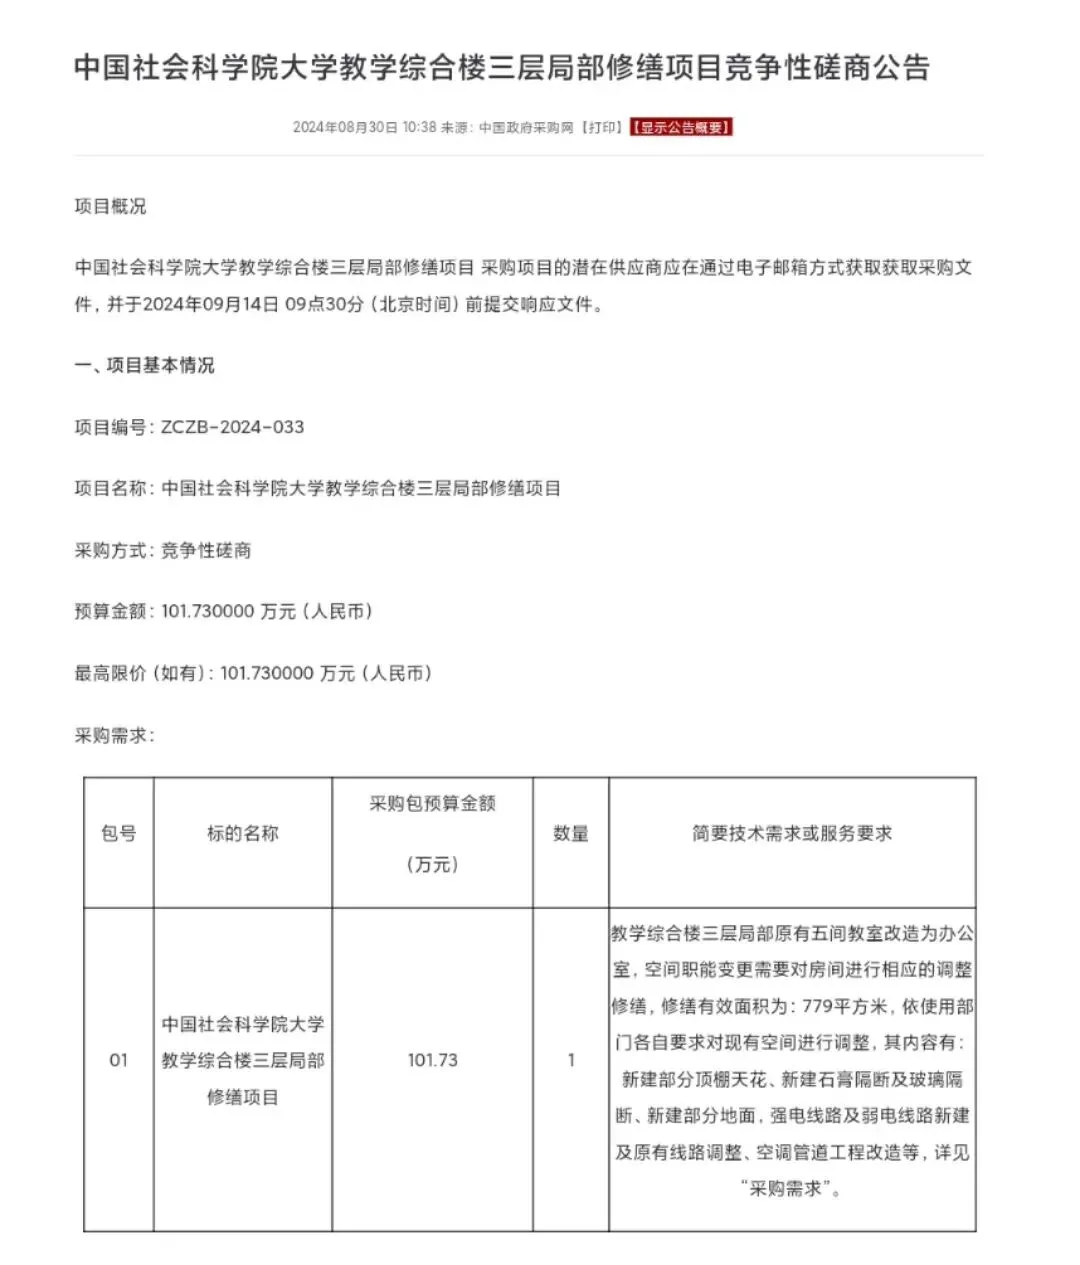 中国社会科学院大学教学综合楼三层局部修缮项目竞争性磋商公告
2024年08月30日 10:38 来源：中国政府采购网【打印】【显示公告概要】
项目概况
中国社会科学院大学教学综合楼三层局部修缮项目 采购项目的潜在供应商应在通过电子邮箱方式获取获取采购文
件，并于2024年09月14日 09点30分（北京时间）前提交响应文件。
一、项目基本情况
项目编号：ZCZB-2024-033
项目名称：中国社会科学院大学教学综合楼三层局部修缮项目
采购方式：竞争性磋商
预算金额：101.730000 万元（人民币）
最高限价（如有）：101.730000 万元（人民币）
采购需求：
包号
标的名称
采购包预算金额
（万元）
数量
简要技术需求或服务要求
01
中国社会科学院大学
教学综合楼三层局部
修缮项目
101.73
1
教学综合楼三层局部原有五间教室改造为办公
室，空间职能变更需要对房间进行相应的调整
修缮，修缮有效面积为：779平方米，依使用部
门各自要求对现有空间进行调整，其内容有：
新建部分顶棚天花、新建石膏隔断及玻璃隔
断、新建部分地面，强电线路及弱电线路新建
及原有线路调整、空调管道工程改造等，详见
“采购需求”。